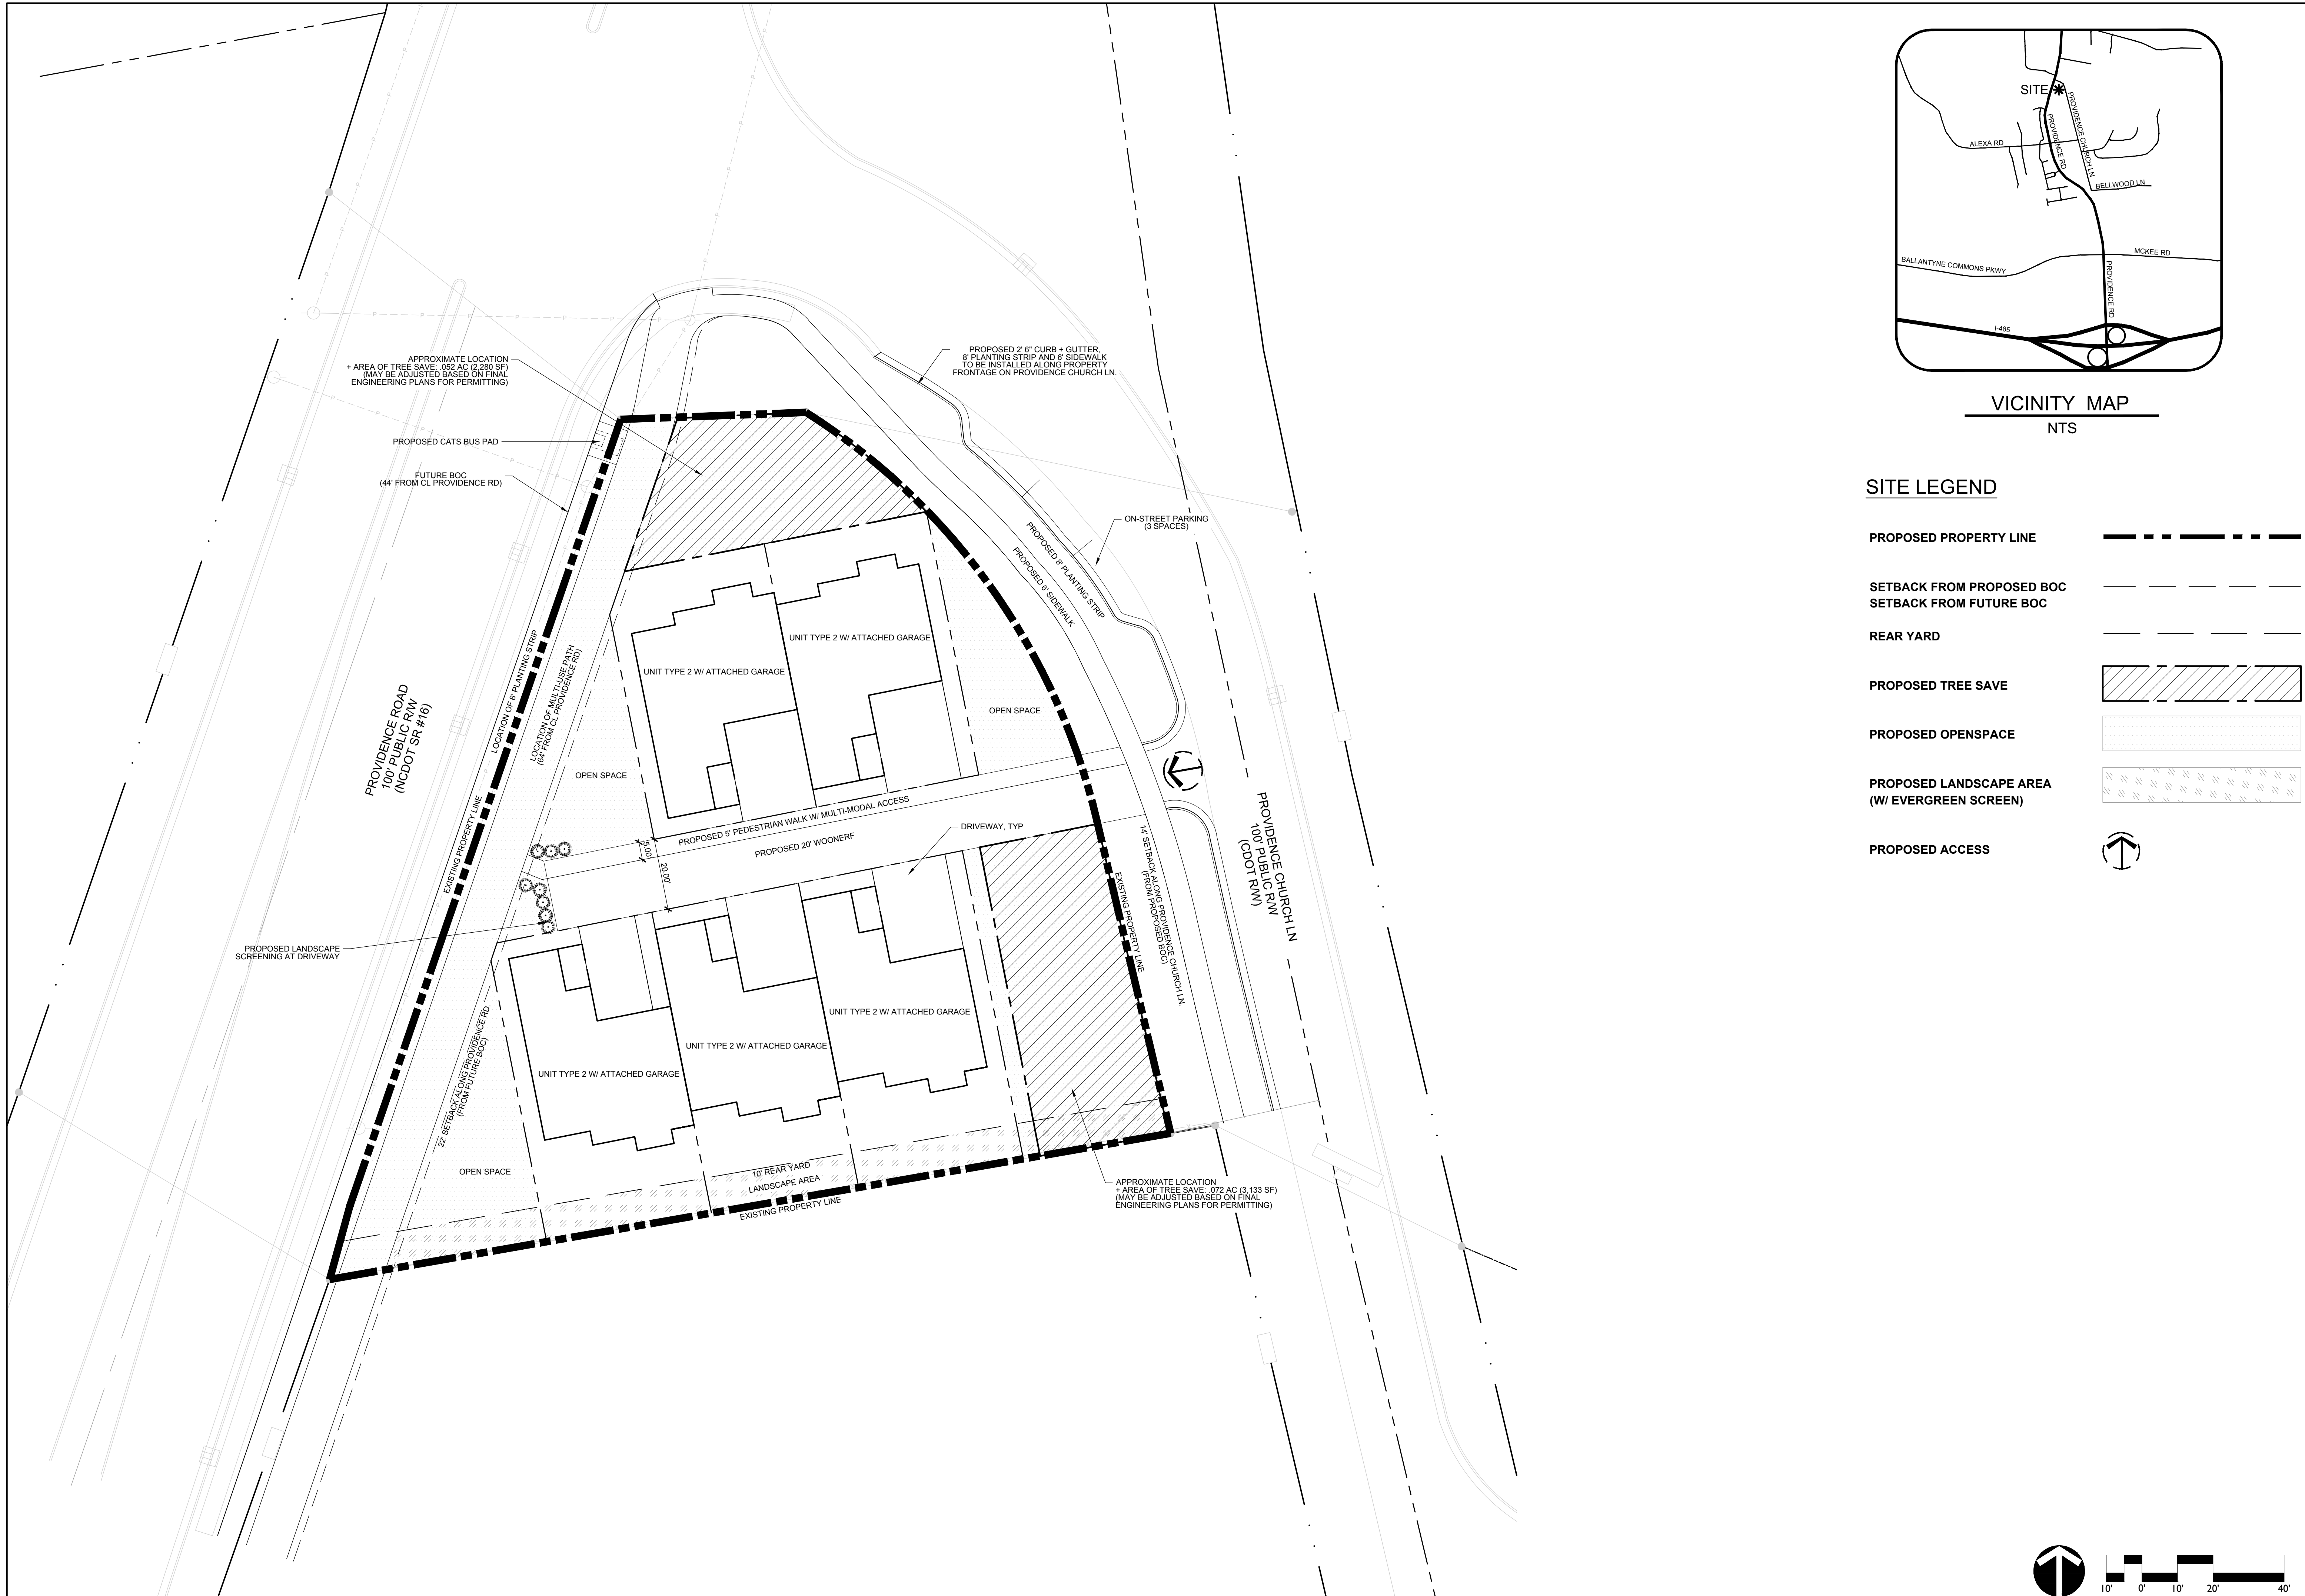 SITE
PROVIDENCE CHURCH LN
PROVIDENCE RD
ALEXA RD
BELLWOOD LN
MCKEE RD
BALLANTYNE COMMONS PKWY
PROVIDENCE RD
I-485
VICINITY MAP
NTS
SITE LEGEND
PROPOSED PROPERTY LINE
SETBACK FROM PROPOSED BOC
SETBACK FROM FUTURE BOC
REAR YARD
PROPOSED TREE SAVE
PROPOSED OPENSPACE
PROPOSED LANDSCAPE AREA
(W/ EVERGREEN SCREEN)
PROPOSED ACCESS
APPROXIMATE LOCATION
+ AREA OF TREE SAVE: .052 AC (2,280 SF)
(MAY BE ADJUSTED BASED ON FINAL
ENGINEERING PLANS FOR PERMITTING)
PROPOSED CATS BUS PAD
FUTURE BOC
(44' FROM CL PROVIDENCE RD)
PROPOSED 2' 6" CURB + GUTTER,
8' PLANTING STRIP AND 6' SIDEWALK
TO BE INSTALLED ALONG PROPERTY
FRONTAGE ON PROVIDENCE CHURCH LN.
ON-STREET PARKING
(3 SPACES)
PROPOSED 8' PLANTING STRIP
PROPOSED 6' SIDEWALK
UNIT TYPE 2 W/ ATTACHED GARAGE
UNIT TYPE 2 W/ ATTACHED GARAGE
LOCATION OF 8' PLANTING STRIP
LOCATION OF MULTI-USE PATH
(64' FROM CL PROVIDENCE RD)
PROVIDENCE ROAD
100' PUBLIC R/W
(NCDOT SR #16)
OPEN SPACE
OPEN SPACE
EXISTING PROPERTY LINE
PROPOSED 5' PEDESTRIAN WALK W/ MULTI-MODAL ACCESS
PROPOSED 20' WOONERF
DRIVEWAY, TYP
5.00'
20.00'
PROVIDENCE CHURCH LN
100' PUBLIC R/W
(CDOT R/W)
14' SETBACK ALONG PROVIDENCE CHURCH LN.
(FROM PROPOSED BOC)
EXISTING PROPERTY LINE
PROPOSED LANDSCAPE
SCREENING AT DRIVEWAY
UNIT TYPE 2 W/ ATTACHED GARAGE
UNIT TYPE 2 W/ ATTACHED GARAGE
UNIT TYPE 2 W/ ATTACHED GARAGE
22' SETBACK ALONG PROVIDENCE RD.
(FROM FUTURE BOC)
OPEN SPACE
10' REAR YARD
LANDSCAPE AREA
EXISTING PROPERTY LINE
APPROXIMATE LOCATION
+ AREA OF TREE SAVE: .072 AC (3,133 SF)
(MAY BE ADJUSTED BASED ON FINAL
ENGINEERING PLANS FOR PERMITTING)
10' 0' 10' 20' 40'